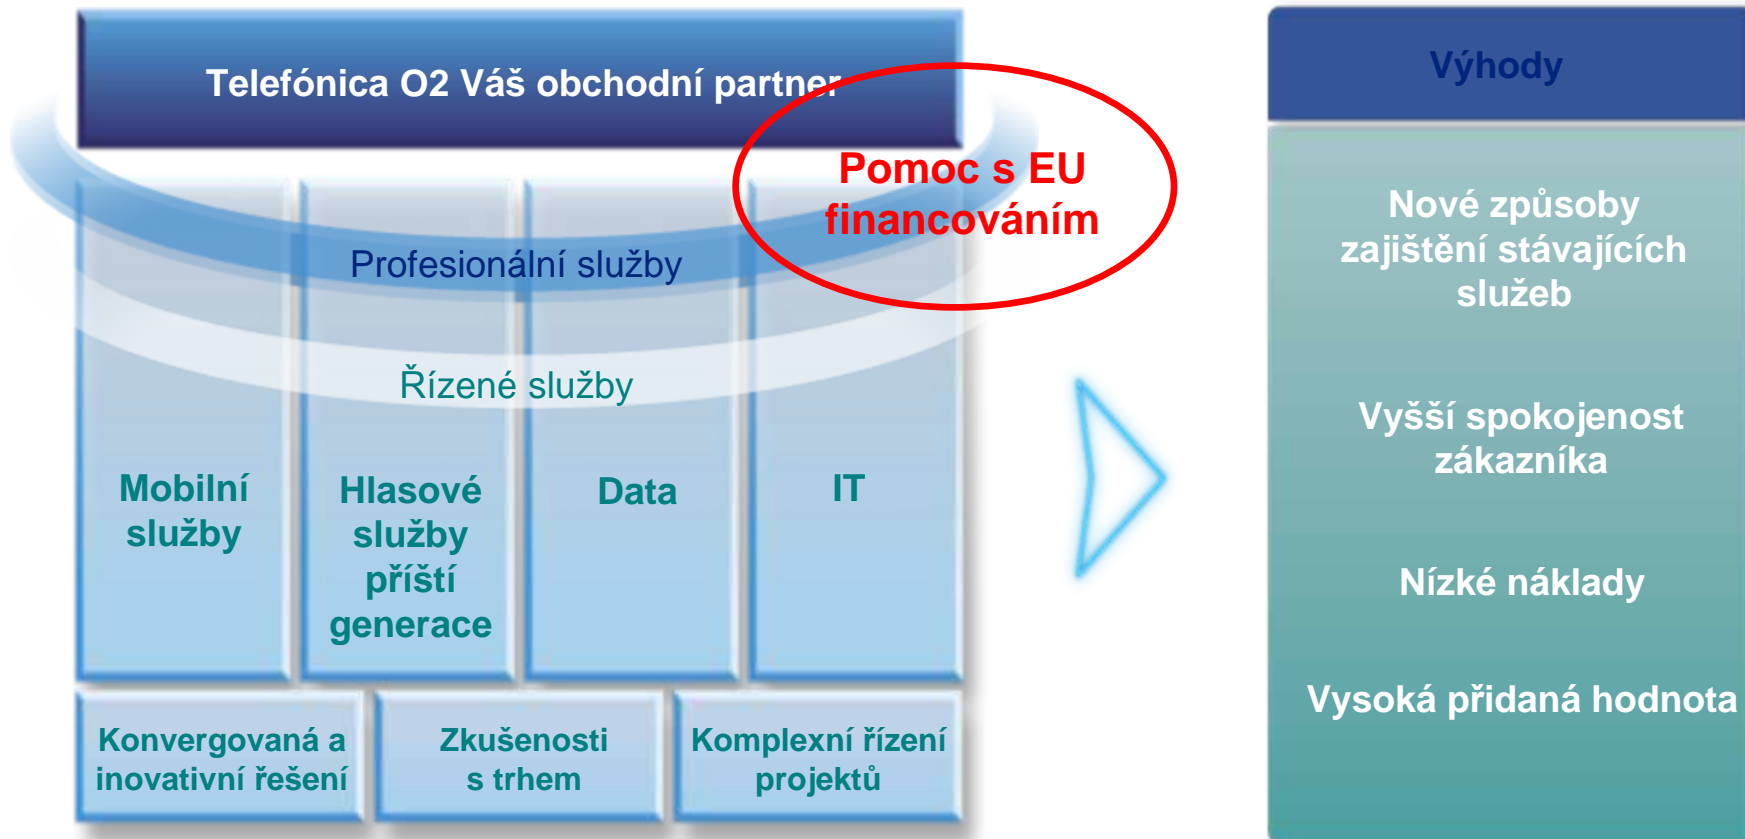 Telefónica O2 Váš obchodní partner
Pomoc s EU
financováním
Profesionální služby
Řízené služby
Mobilní
služby
Hlasové
služby
příští
generace
Data
IT
Konvergovaná a
inovativní řešení
Zkušenosti
s trhem
Komplexní řízení
projektů
Výhody
Nové způsoby
zajištění stávajících
služeb
Vyšší spokojenost
zákazníka
Nízké náklady
Vysoká přidaná hodnota